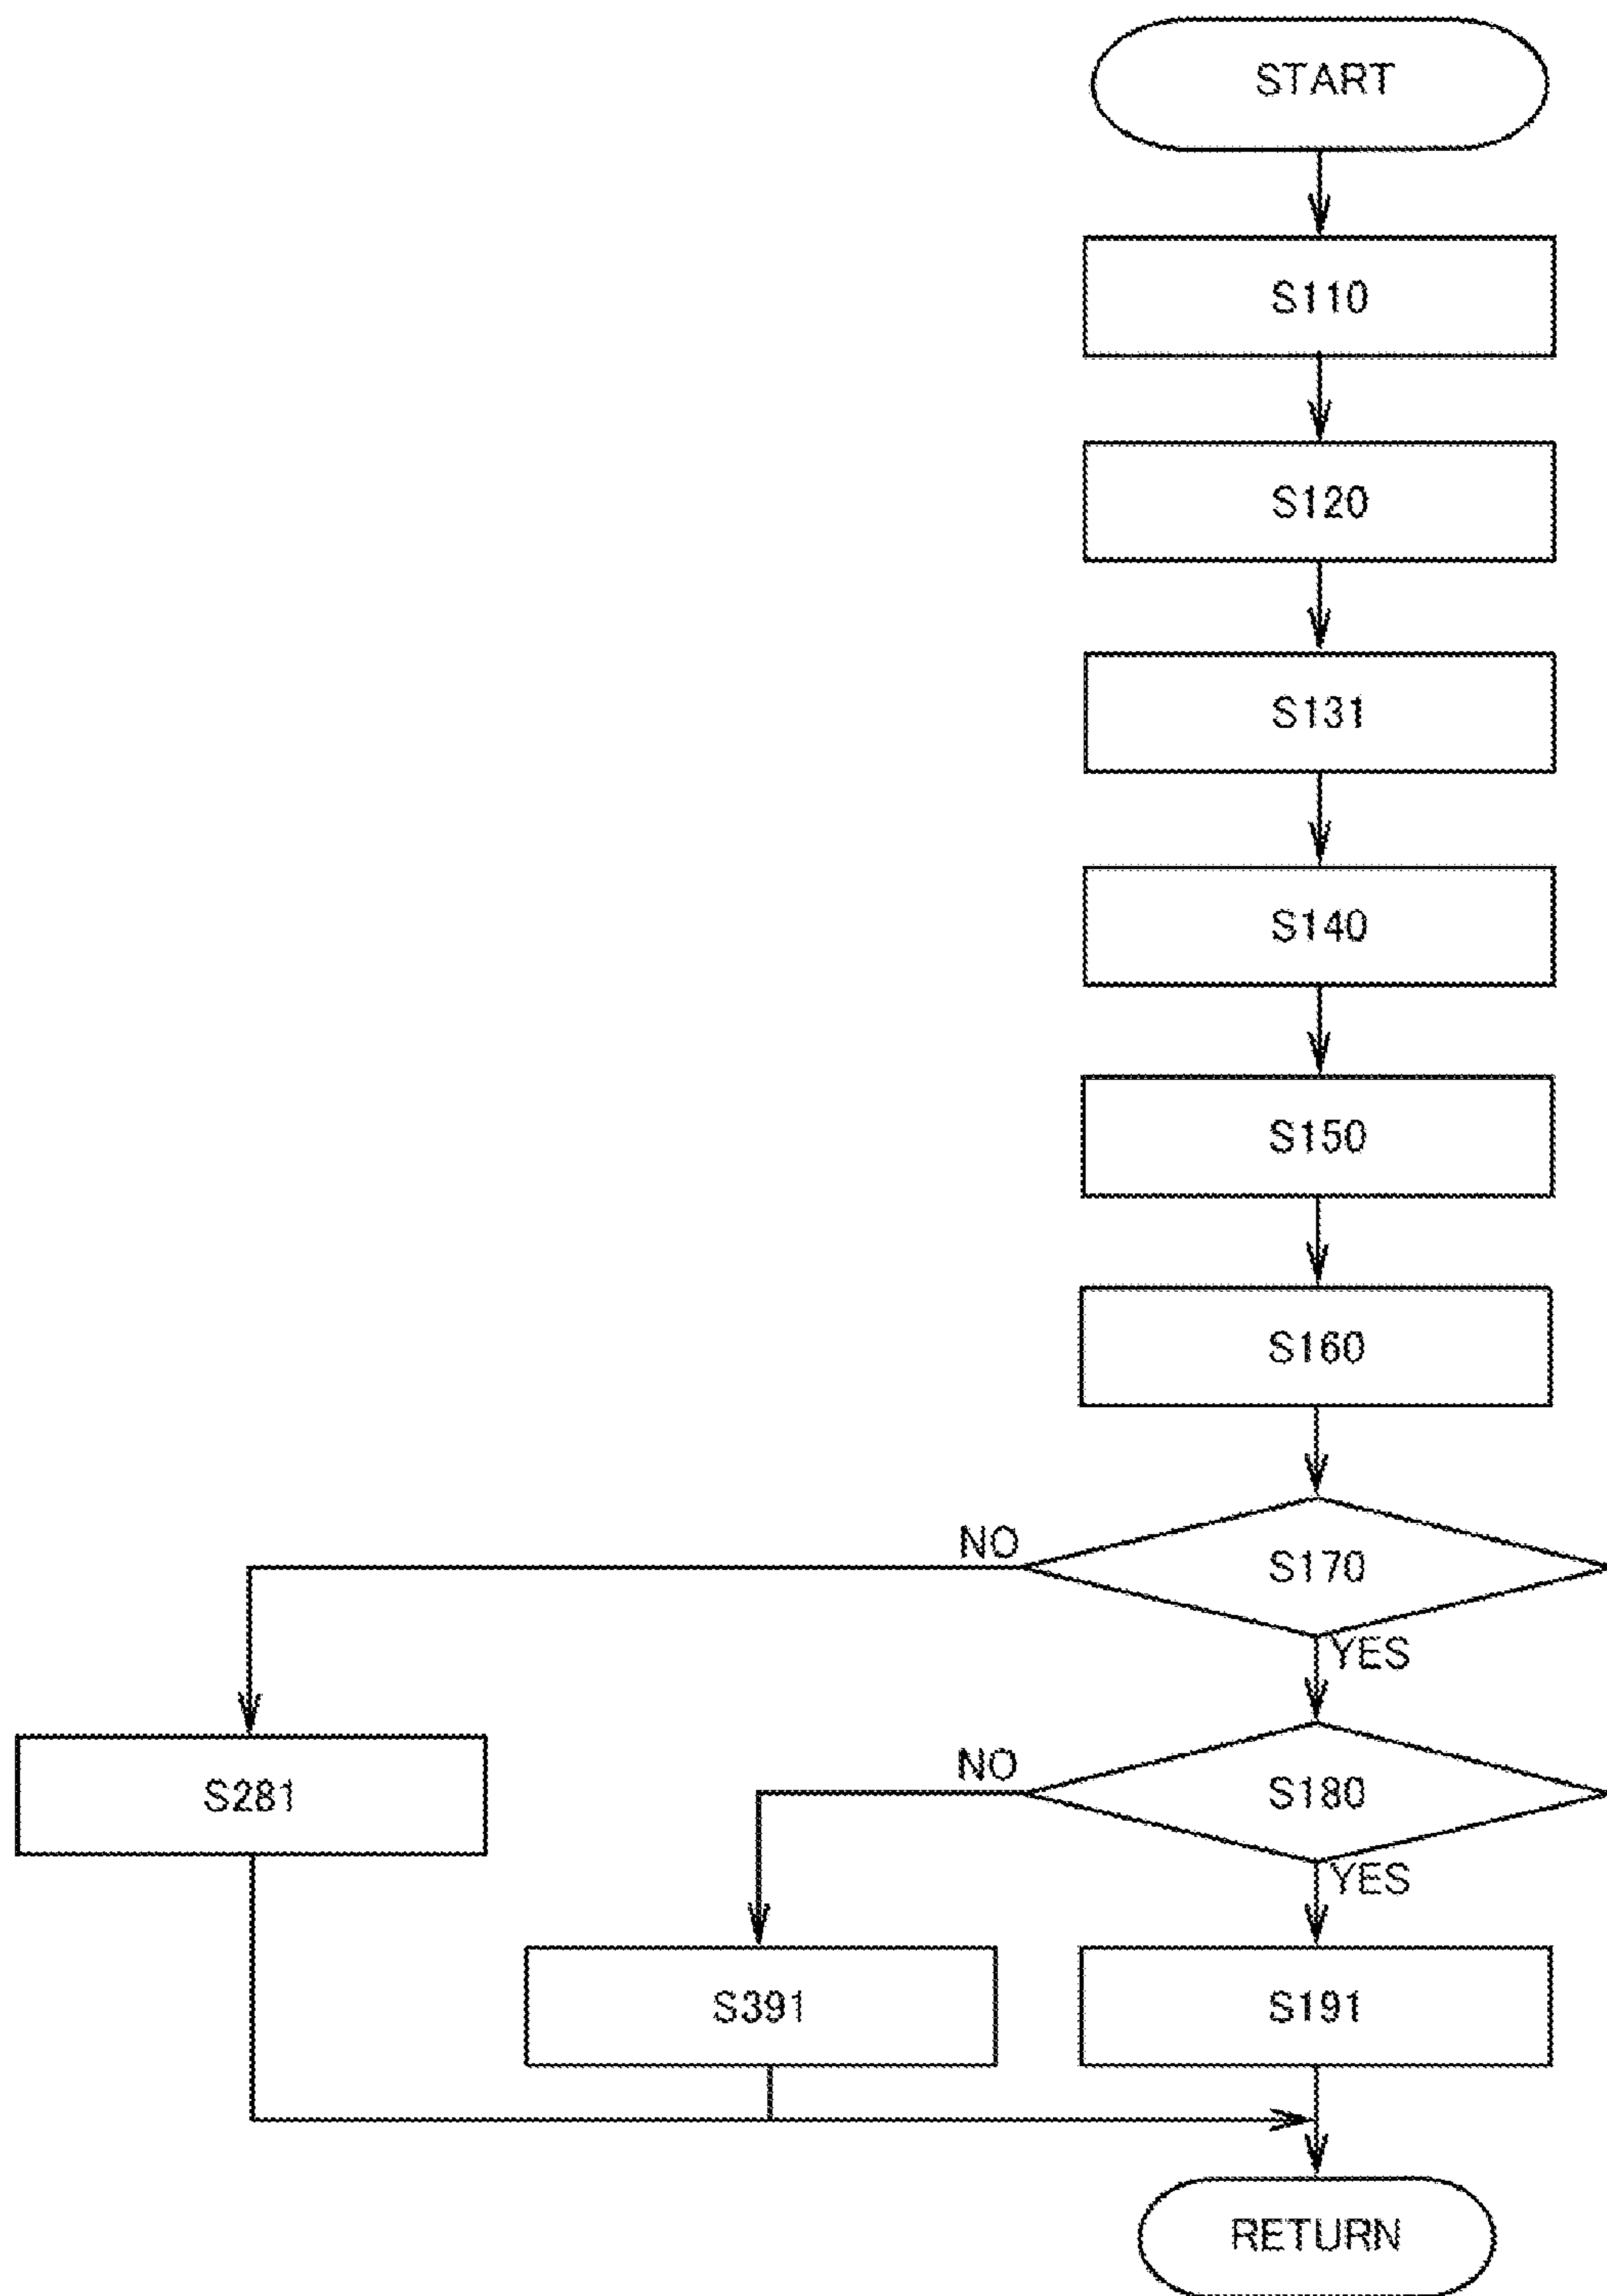 START
S110
S120
S131
S140
S150
S160
NO
S170
YES
S281
NO
S180
YES
S391
S191
RETURN